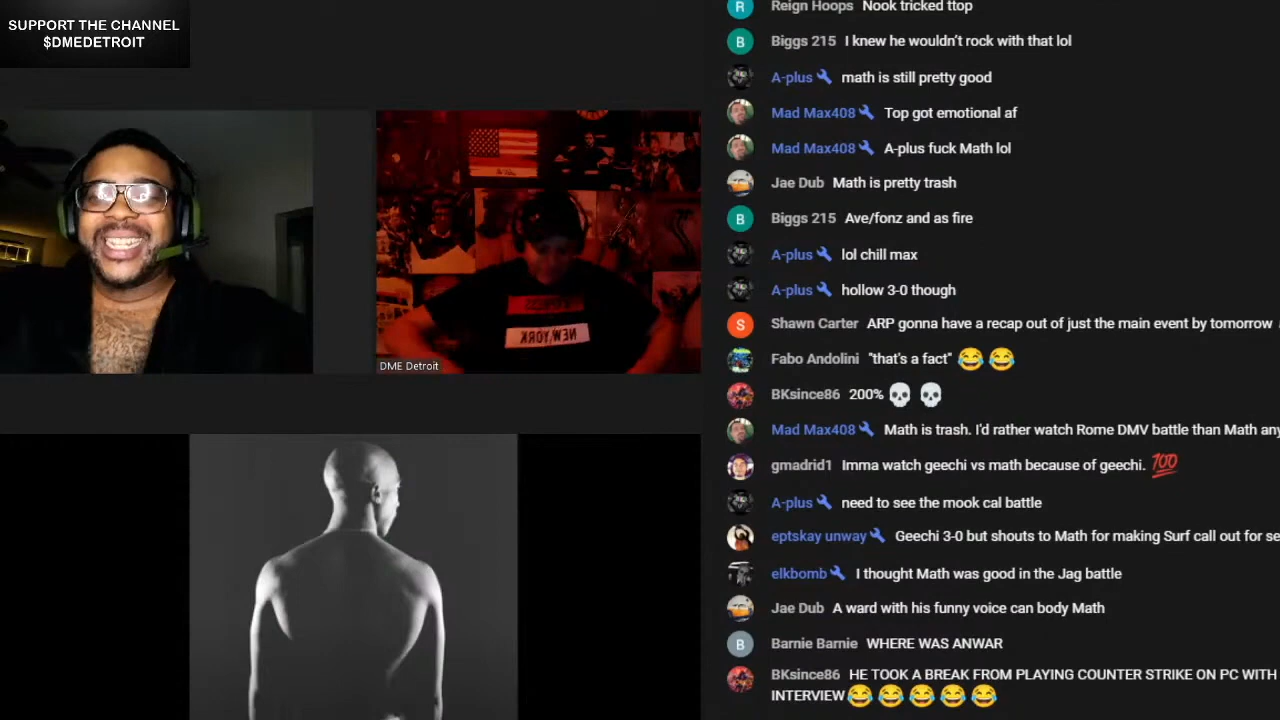 SUPPORT THE CHANNEL
$DMEDETROIT
DME Detroit
NEW YORK
R Reign Hoops Nook tricked ttop
B Biggs 215 I knew he wouldn't rock with that lol
A-plus math is still pretty good
Mad Max408 Top got emotional af
Mad Max408 A-plus fuck Math lol
Jae Dub Math is pretty trash
B Biggs 215 Ave/fonz and as fire
A-plus lol chill max
A-plus hollow 3-0 though
S Shawn Carter ARP gonna have a recap out of just the main event by tomorrow
Fabo Andolini "that's a fact" 😂 😂
BKsince86 200% 💀 💀
Mad Max408 Math is trash. I'd rather watch Rome DMV battle than Math any
gmadrid1 Imma watch geechi vs math because of geechi. 💯
A-plus need to see the mook cal battle
eptskay unway Geechi 3-0 but shouts to Math for making Surf call out for se
elkbomb I thought Math was good in the Jag battle
Jae Dub A ward with his funny voice can body Math
B Barnie Barnie WHERE WAS ANWAR
BKsince86 HE TOOK A BREAK FROM PLAYING COUNTER STRIKE ON PC WITH
INTERVIEW 😂 😂 😂 😂 😂